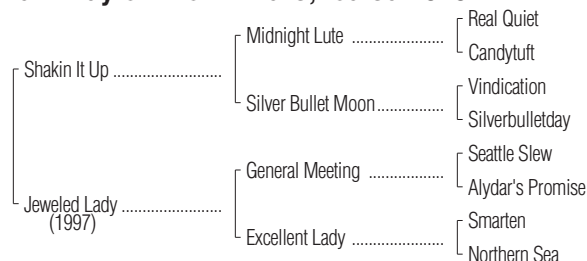 Real Quiet
Midnight Lute ..................
Candytuft
Shakin It Up .....................
Vindication
Silver Bullet Moon.................
Silverbulletday
Seattle Slew
General Meeting ...................
Alydar's Promise
Jeweled Lady ...................
(1997)
Smarten
Excellent Lady ......................
Northern Sea